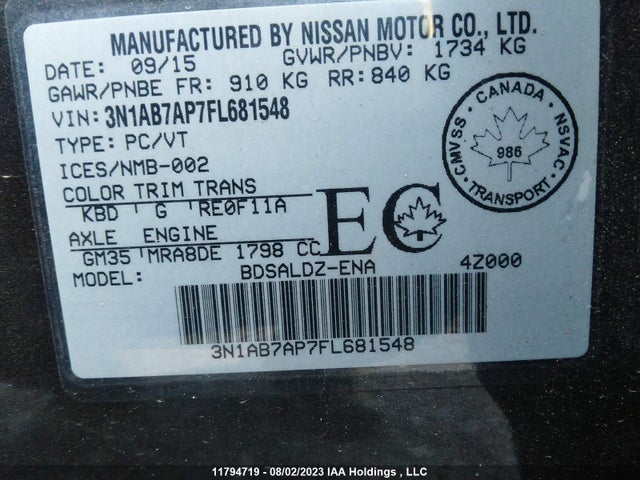 MANUFACTURED BY NISSAN MOTOR CO., LTD.
DATE: 09/15 GVWR/PNBV: 1734 KG
GAWR/PNBE FR: 910 KG RR: 840 KG
VIN: 3N1AB7AP7FL681548
TYPE: PC/VT
ICES/NMB-002
COLOR TRIM TRANS
KBD G RE0F11A
AXLE ENGINE
GM35 MRA8DE 1798 CC
EC
MODEL: BDSALDZ-ENA 4Z000
3N1AB7AP7FL681548
CANADA
CMVSS NSVAC
986
TRANSPORT
11794719 - 08/02/2023 IAA Holdings , LLC